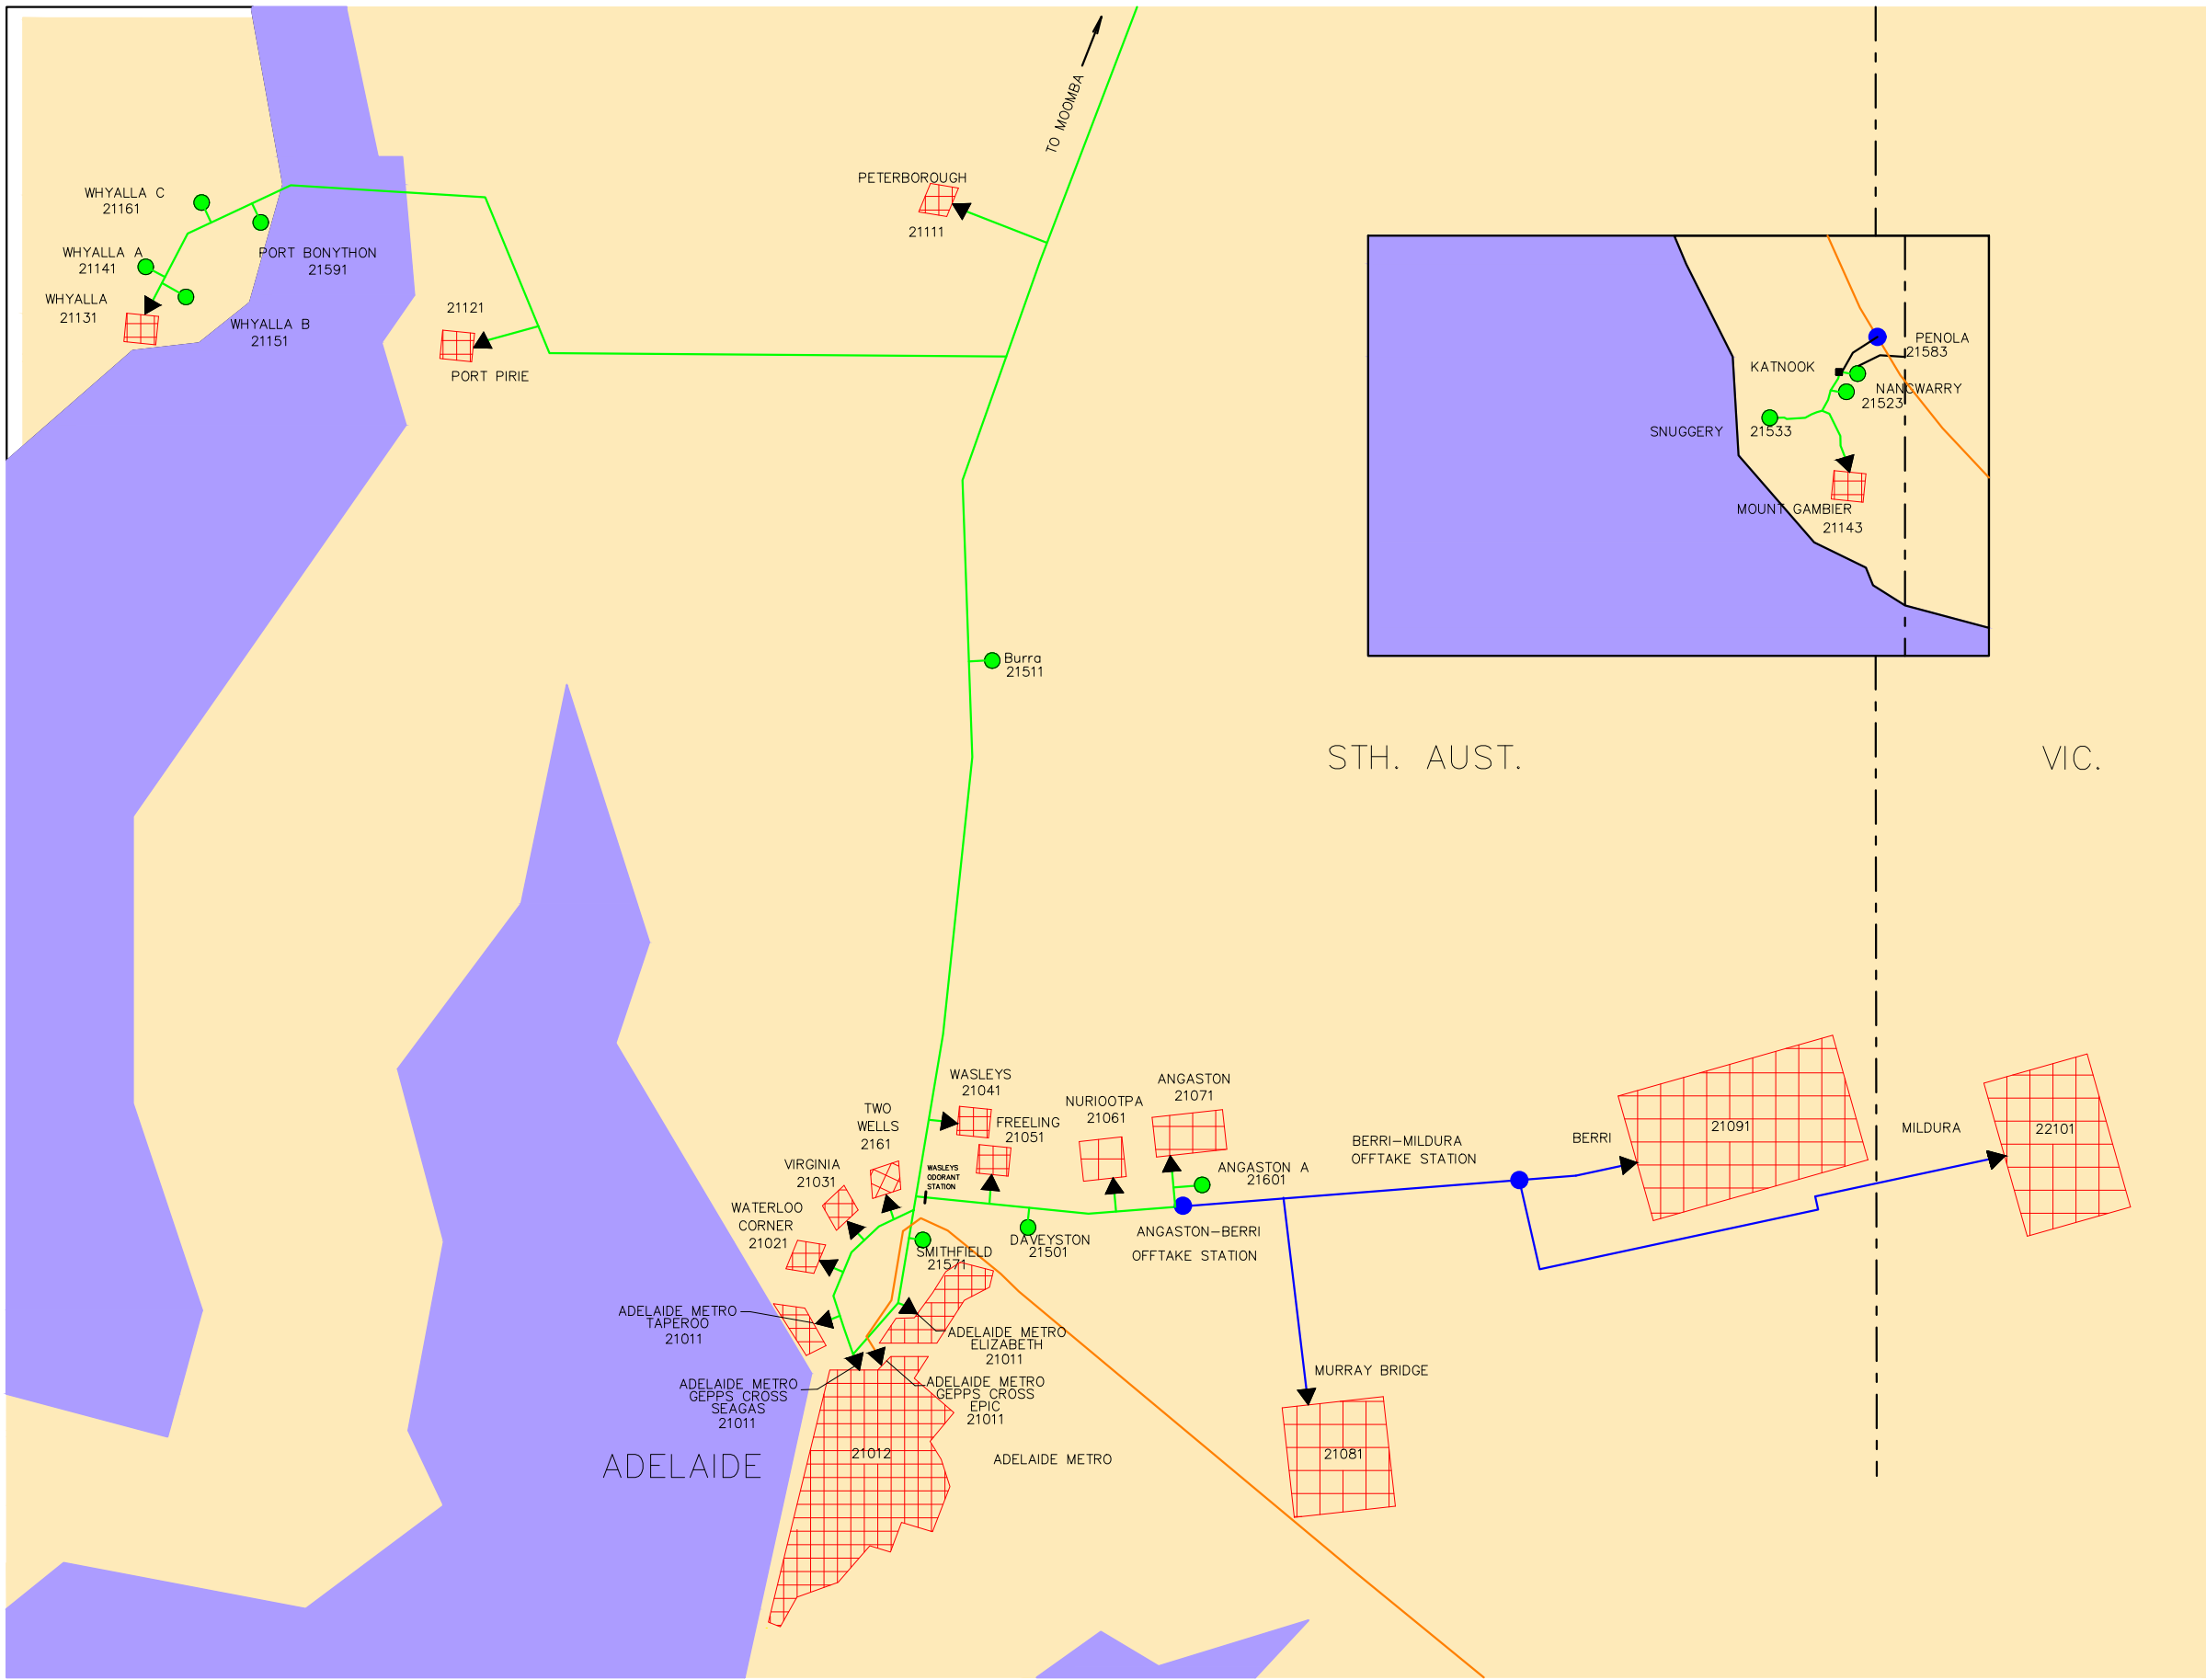 TO MOOMBA
WHYALLA C
21161
WHYALLA A
21141
WHYALLA
21131
PORT BONYTHON
21591
WHYALLA B
21151
21121
PORT PIRIE
PETERBOROUGH
21111
PENOLA
21583
KATNOOK
NANGWARRY
21523
SNUGGERY 21533
MOUNT GAMBIER
21143
Burra
21511
STH. AUST.
VIC.
WASLEYS
21041
FREELING
21051
NURIOOTPA
21061
ANGASTON
21071
TWO
WELLS
2161
VIRGINIA
21031
WATERLOO
CORNER
21021
WASLEYS
ODORANT
STATION
ANGASTON A
21601
BERRI-MILDURA
OFFTAKE STATION
BERRI
21091
MILDURA
22101
SMITHFIELD
21571
DAVEYSTON
21501
ANGASTON-BERRI
OFFTAKE STATION
ADELAIDE METRO
TAPEROO
21011
ADELAIDE METRO
ELIZABETH
21011
ADELAIDE METRO
GEPPS CROSS
SEAGAS
21011
ADELAIDE METRO
GEPPS CROSS
EPIC
21011
MURRAY BRIDGE
21081
ADELAIDE
21012
ADELAIDE METRO